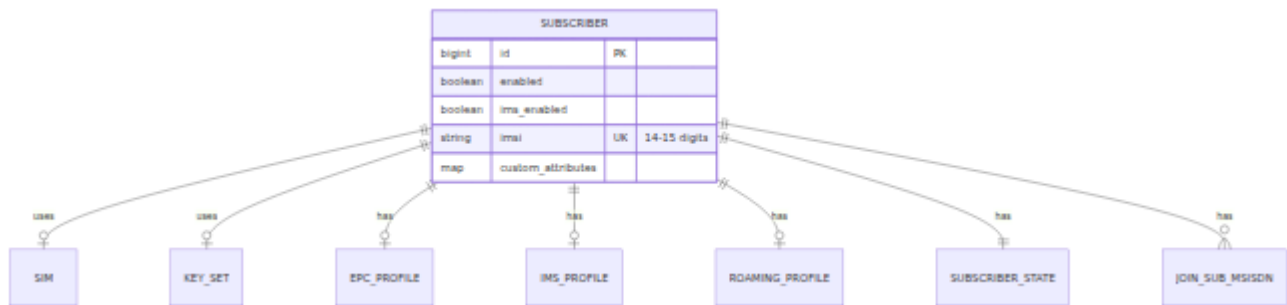 SUBSCRIBER
bigint id PK
boolean enabled
boolean ims_enabled
string imsi UK 14-15 digits
map custom_attributes
uses uses has has has has has
SIM KEY_SET EPC_PROFILE IMS_PROFILE ROAMING_PROFILE SUBSCRIBER_STATE JOIN_SUB_MSISDN